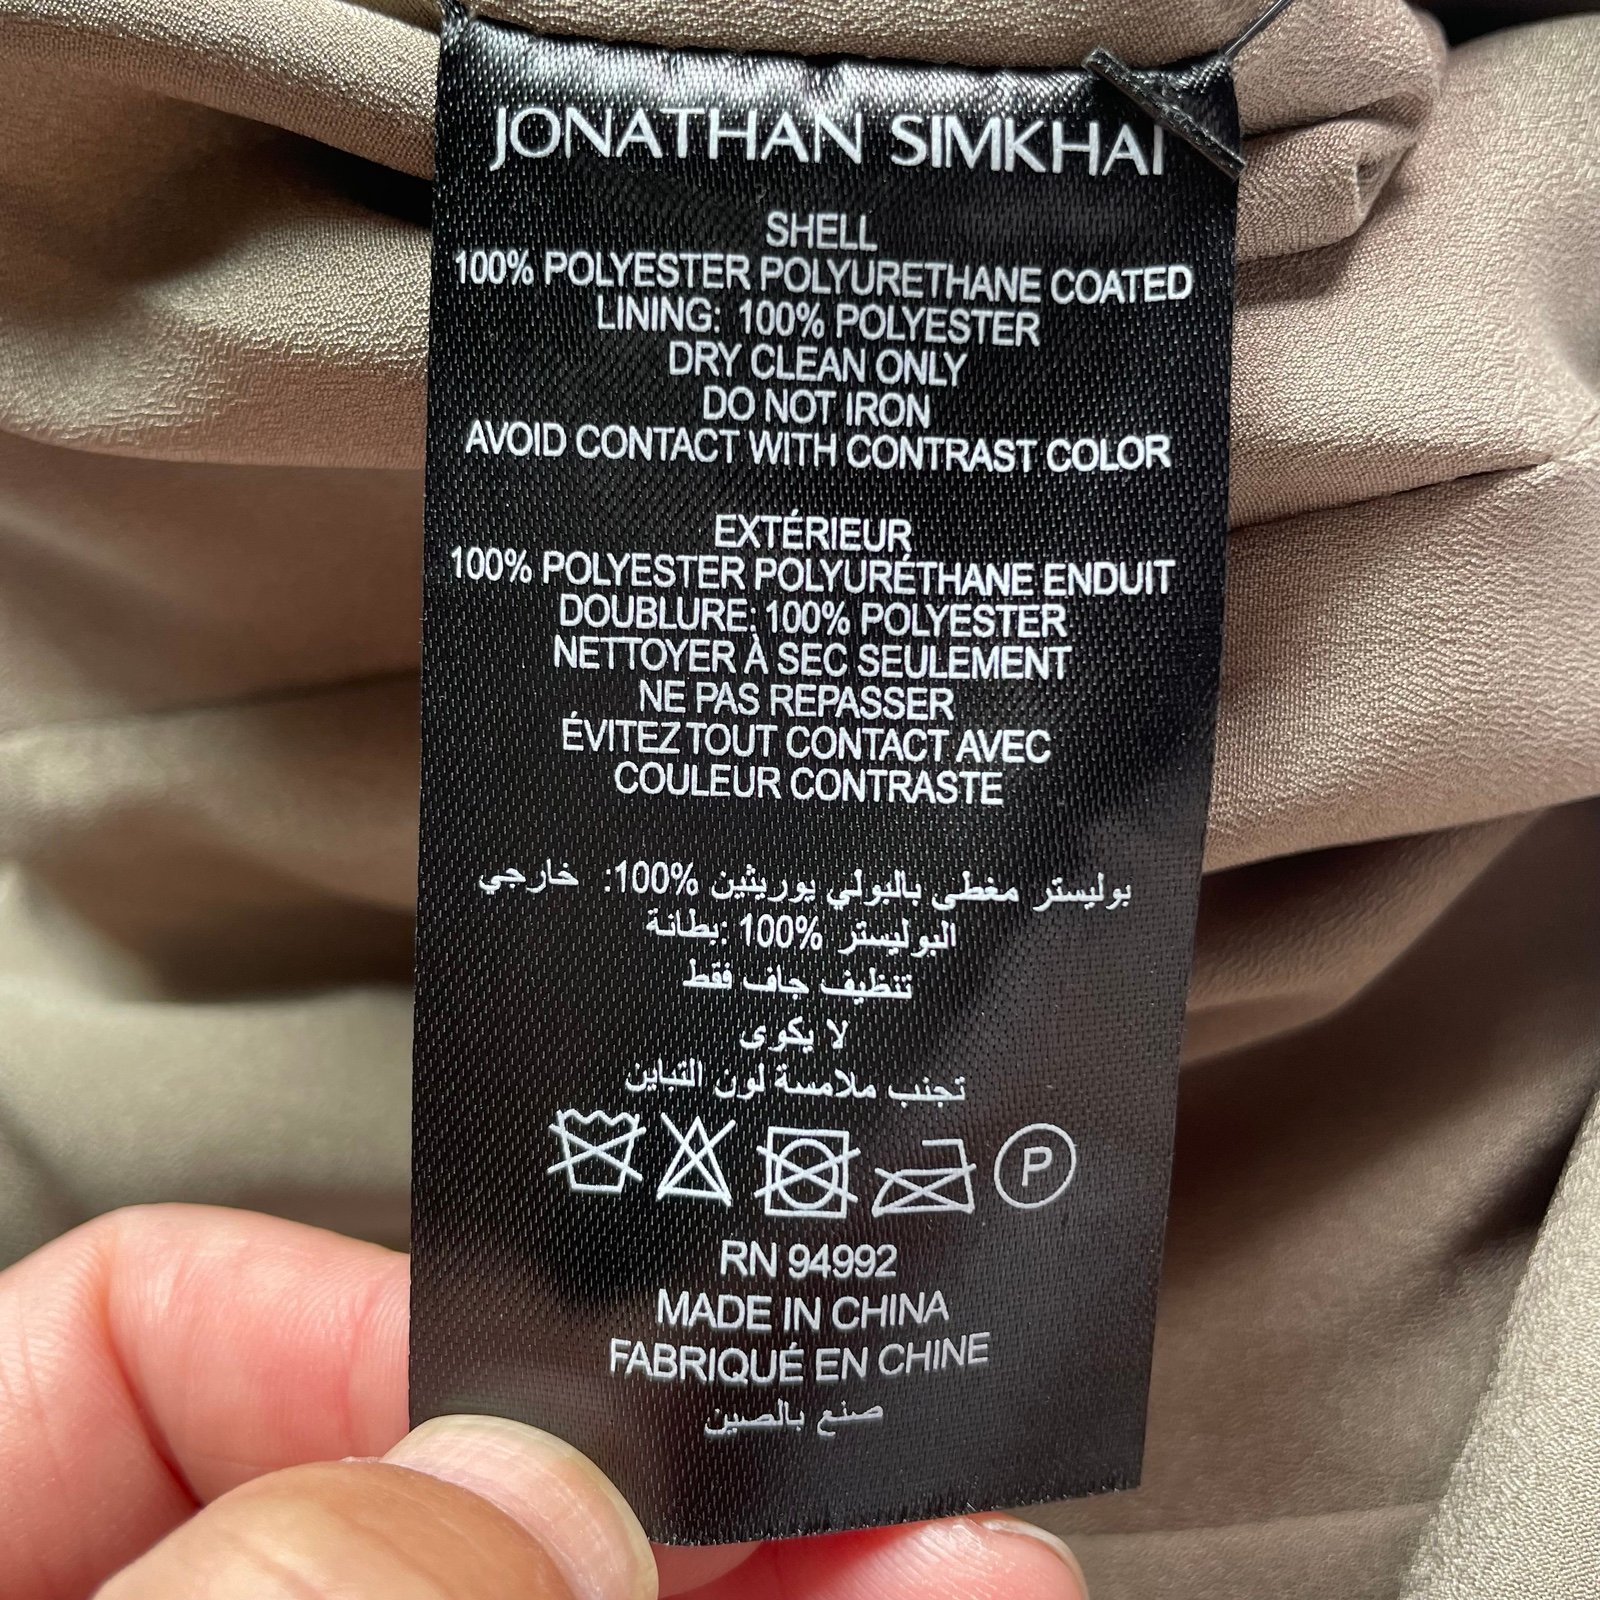 JONATHAN SIMKHAI
SHELL
100% POLYESTER POLYURETHANE COATED
LINING: 100% POLYESTER
DRY CLEAN ONLY
DO NOT IRON
AVOID CONTACT WITH CONTRAST COLOR
EXTÉRIEUR
100% POLYESTER POLYURÉTHANE ENDUIT
DOUBLURE: 100% POLYESTER
NETTOYER À SEC SEULEMENT
NE PAS REPASSER
ÉVITEZ TOUT CONTACT AVEC
COULEUR CONTRASTE
بوليستر مغطى بالبولي يوريثين 100%: خارجي
البوليستر 100% :بطانة
تنظيف جاف فقط
لا يكوى
تجنب ملامسة لون التباين
P
RN 94992
MADE IN CHINA
FABRIQUÉ EN CHINE
صنع بالصين